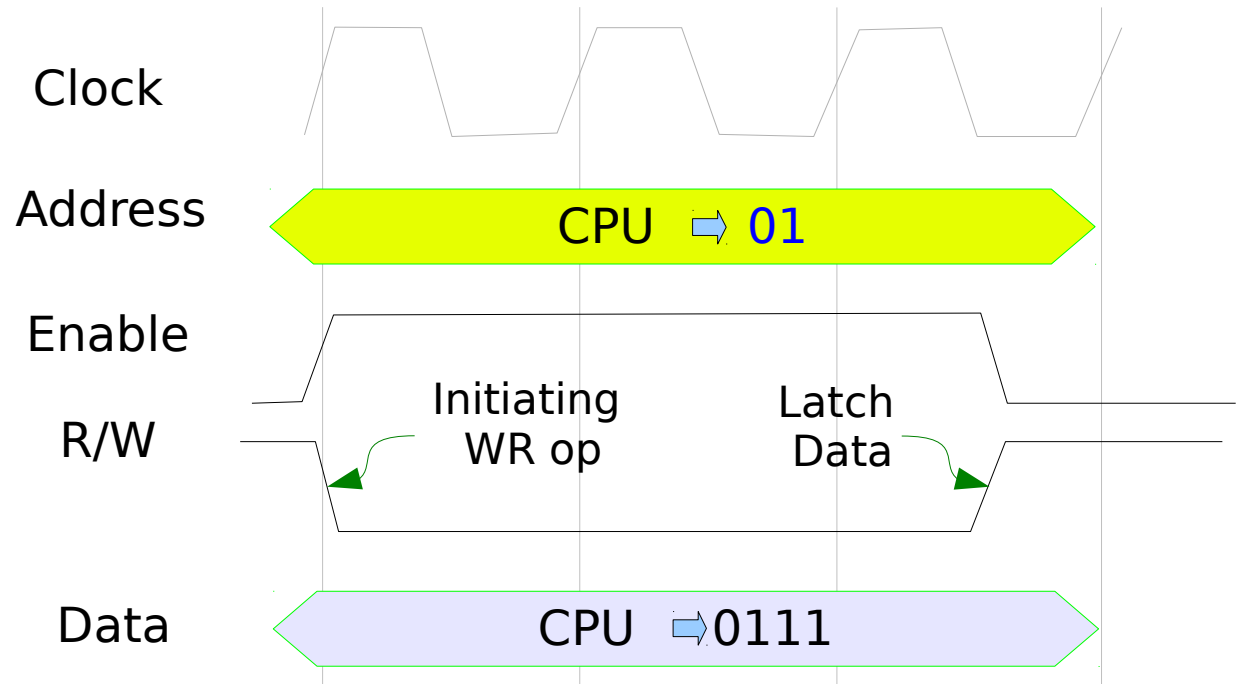 Clock
Address
CPU 01
Enable
R/W
Initiating
WR op
Latch
Data
Data
CPU 0111